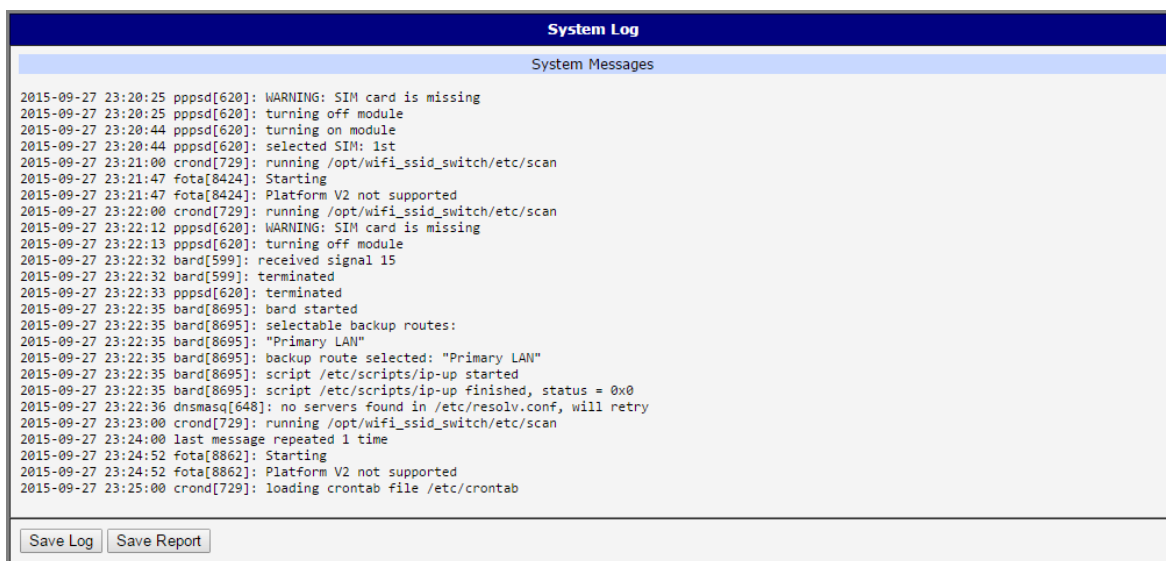 System Log
System Messages
2015-09-27 23:20:25 pppsd[620]: WARNING: SIM card is missing
2015-09-27 23:20:25 pppsd[620]: turning off module
2015-09-27 23:20:44 pppsd[620]: turning on module
2015-09-27 23:20:44 pppsd[620]: selected SIM: 1st
2015-09-27 23:21:00 crond[729]: running /opt/wifi_ssid_switch/etc/scan
2015-09-27 23:21:47 fota[8424]: Starting
2015-09-27 23:21:47 fota[8424]: Platform V2 not supported
2015-09-27 23:22:00 crond[729]: running /opt/wifi_ssid_switch/etc/scan
2015-09-27 23:22:12 pppsd[620]: WARNING: SIM card is missing
2015-09-27 23:22:13 pppsd[620]: turning off module
2015-09-27 23:22:32 bard[599]: received signal 15
2015-09-27 23:22:32 bard[599]: terminated
2015-09-27 23:22:33 pppsd[620]: terminated
2015-09-27 23:22:35 bard[8695]: bard started
2015-09-27 23:22:35 bard[8695]: selectable backup routes:
2015-09-27 23:22:35 bard[8695]: "Primary LAN"
2015-09-27 23:22:35 bard[8695]: backup route selected: "Primary LAN"
2015-09-27 23:22:35 bard[8695]: script /etc/scripts/ip-up started
2015-09-27 23:22:35 bard[8695]: script /etc/scripts/ip-up finished, status = 0x0
2015-09-27 23:22:36 dnsmasq[648]: no servers found in /etc/resolv.conf, will retry
2015-09-27 23:23:00 crond[729]: running /opt/wifi_ssid_switch/etc/scan
2015-09-27 23:24:00 last message repeated 1 time
2015-09-27 23:24:52 fota[8862]: Starting
2015-09-27 23:24:52 fota[8862]: Platform V2 not supported
2015-09-27 23:25:00 crond[729]: loading crontab file /etc/crontab
Save Log Save Report